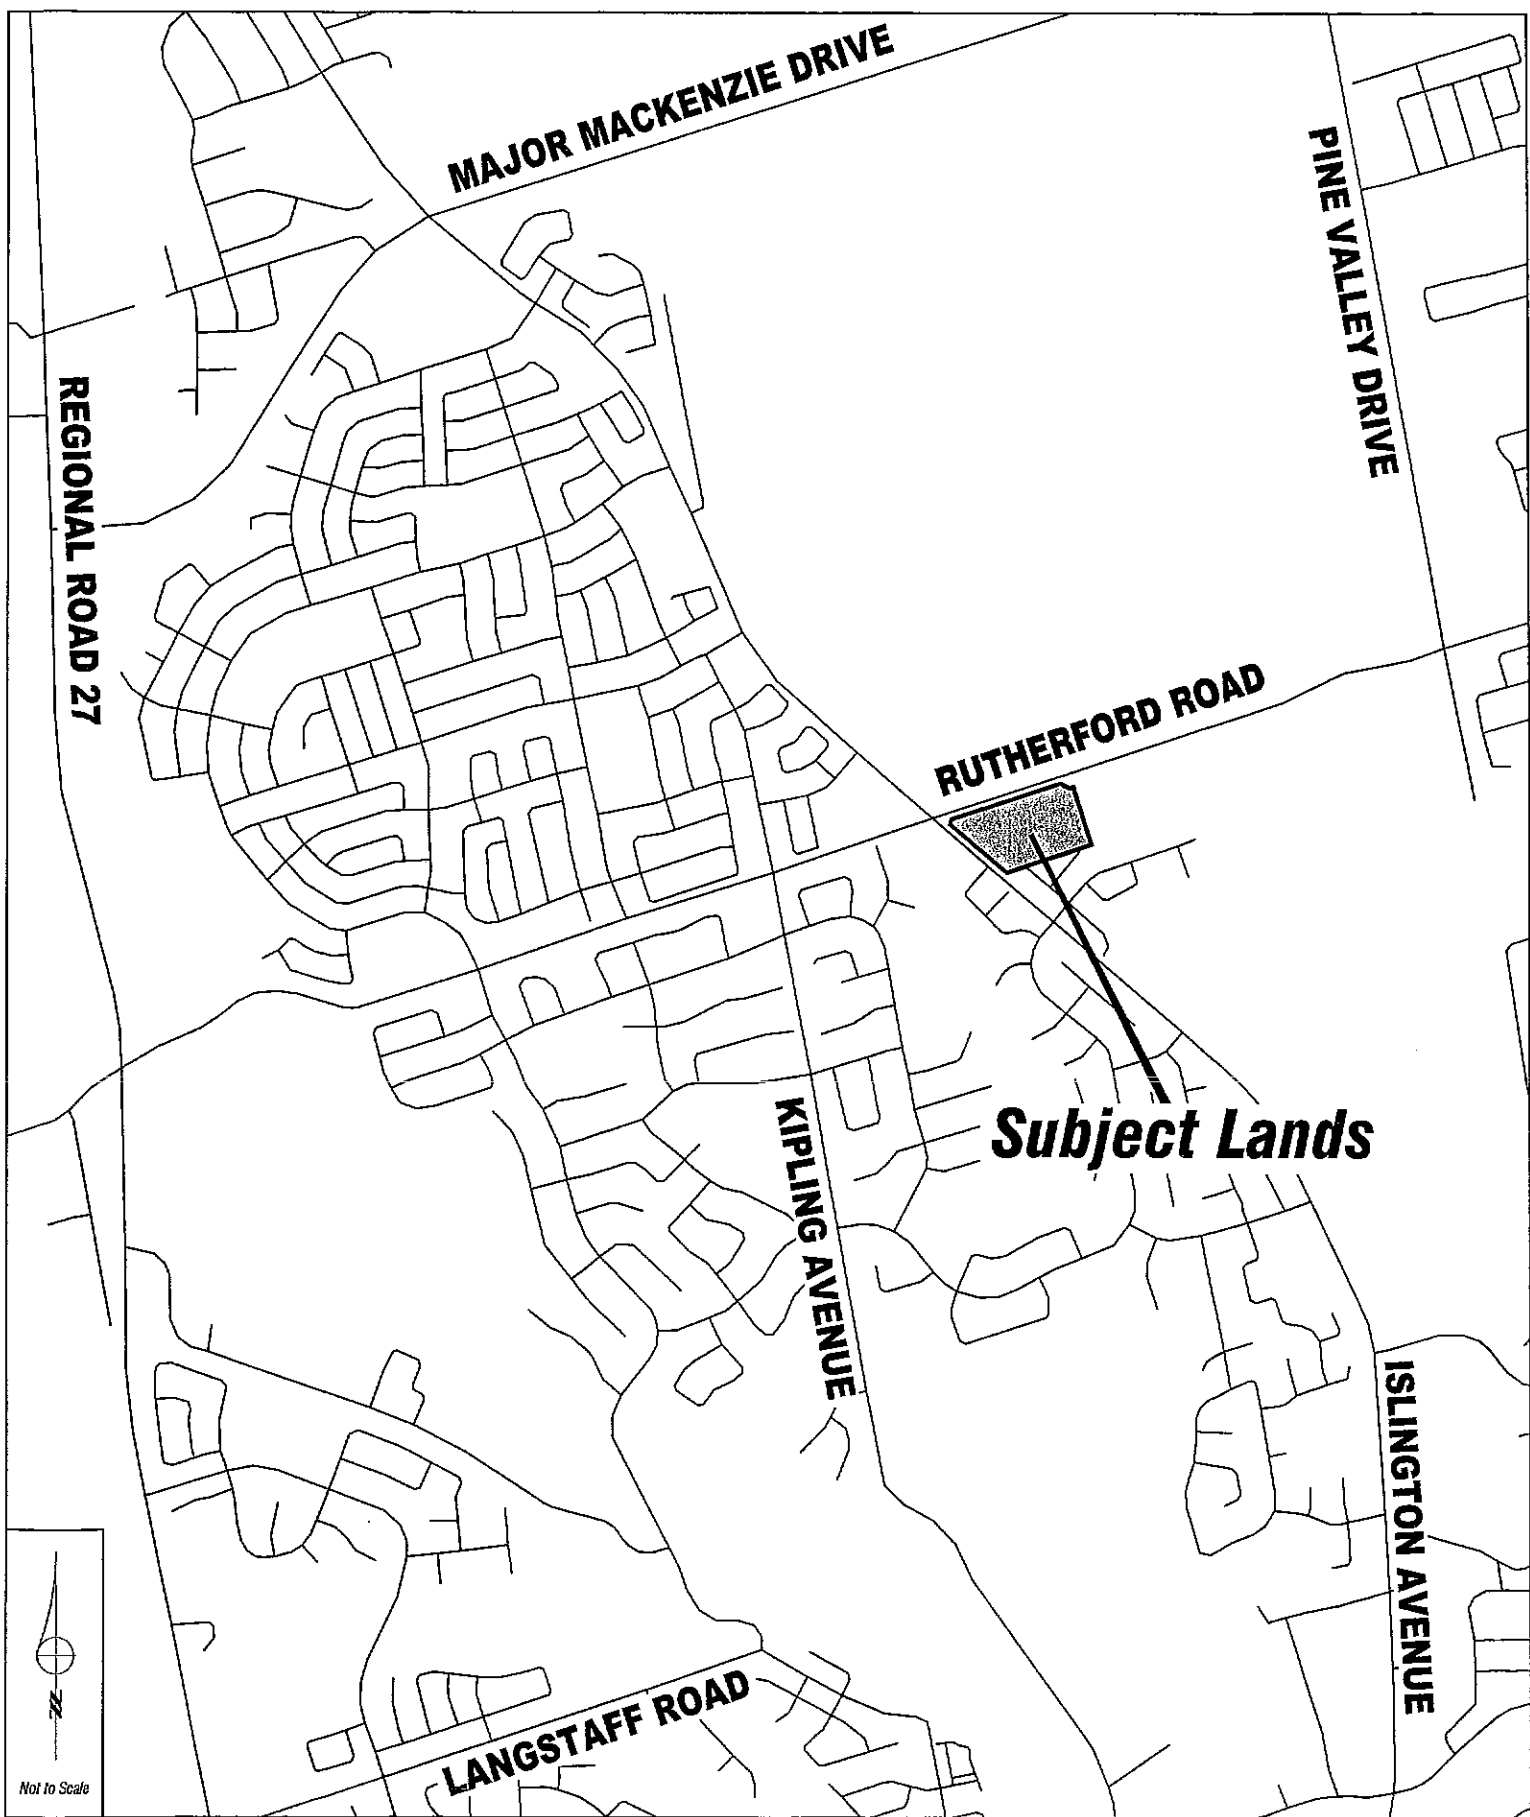 MAJOR MACKENZIE DRIVE
PINE VALLEY DRIVE
REGIONAL ROAD 27
RUTHERFORD ROAD
Subject Lands
KIPLING AVENUE
ISLINGTON AVENUE
LANGSTAFF ROAD
N
Not to Scale